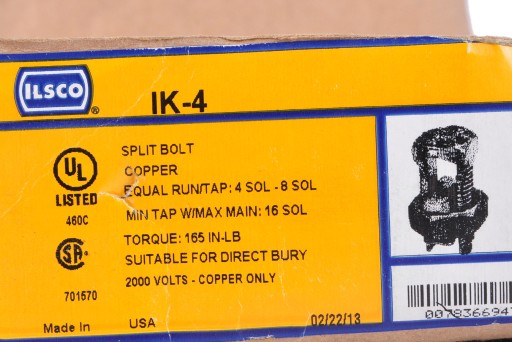 ILSCO ®
IK-4
UL
LISTED
460C
SA
701570
SPLIT BOLT
COPPER
EQUAL RUN/TAP: 4 SOL - 8 SOL
MIN TAP W/MAX MAIN: 16 SOL
TORQUE: 165 IN-LB
SUITABLE FOR DIRECT BURY
2000 VOLTS - COPPER ONLY
Made In USA
02/22/13
0078366947